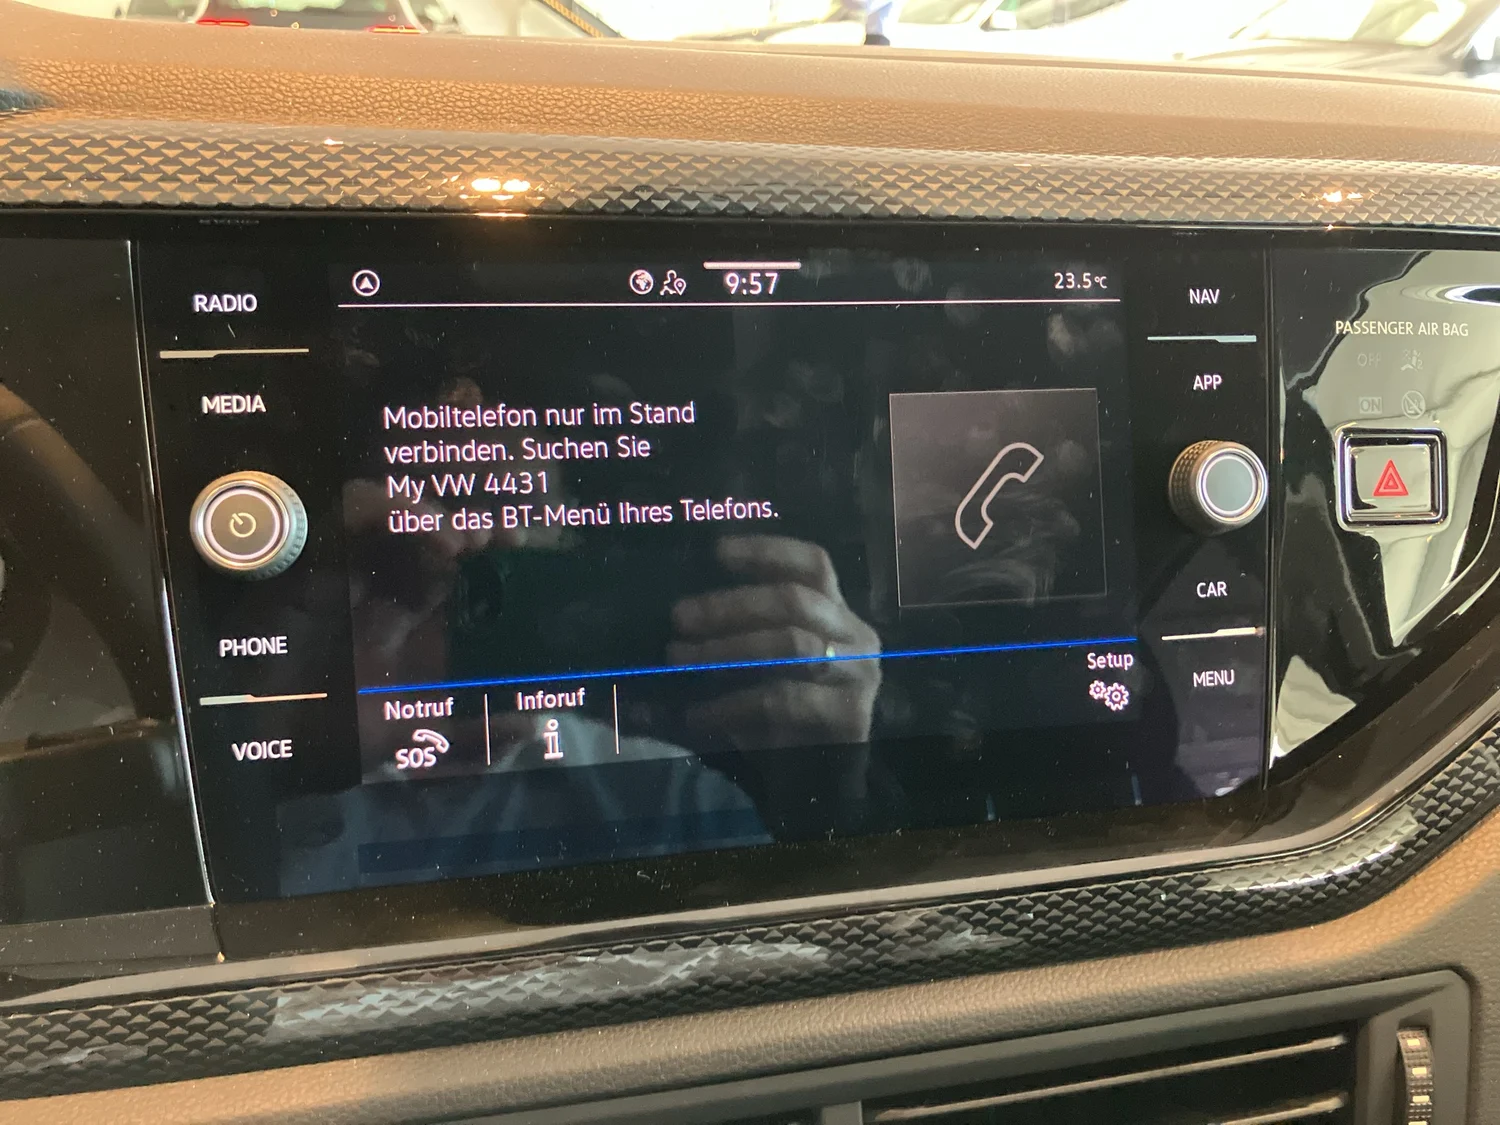 RADIO
MEDIA
PHONE
VOICE
9:57
23.5°C
Mobiltelefon nur im Stand
verbinden. Suchen Sie
My VW 4431
über das BT-Menü Ihres Telefons.
Notruf
SOS
Inforuf
i
Setup
NAV
APP
CAR
MENU
PASSENGER AIR BAG
OFF
ON